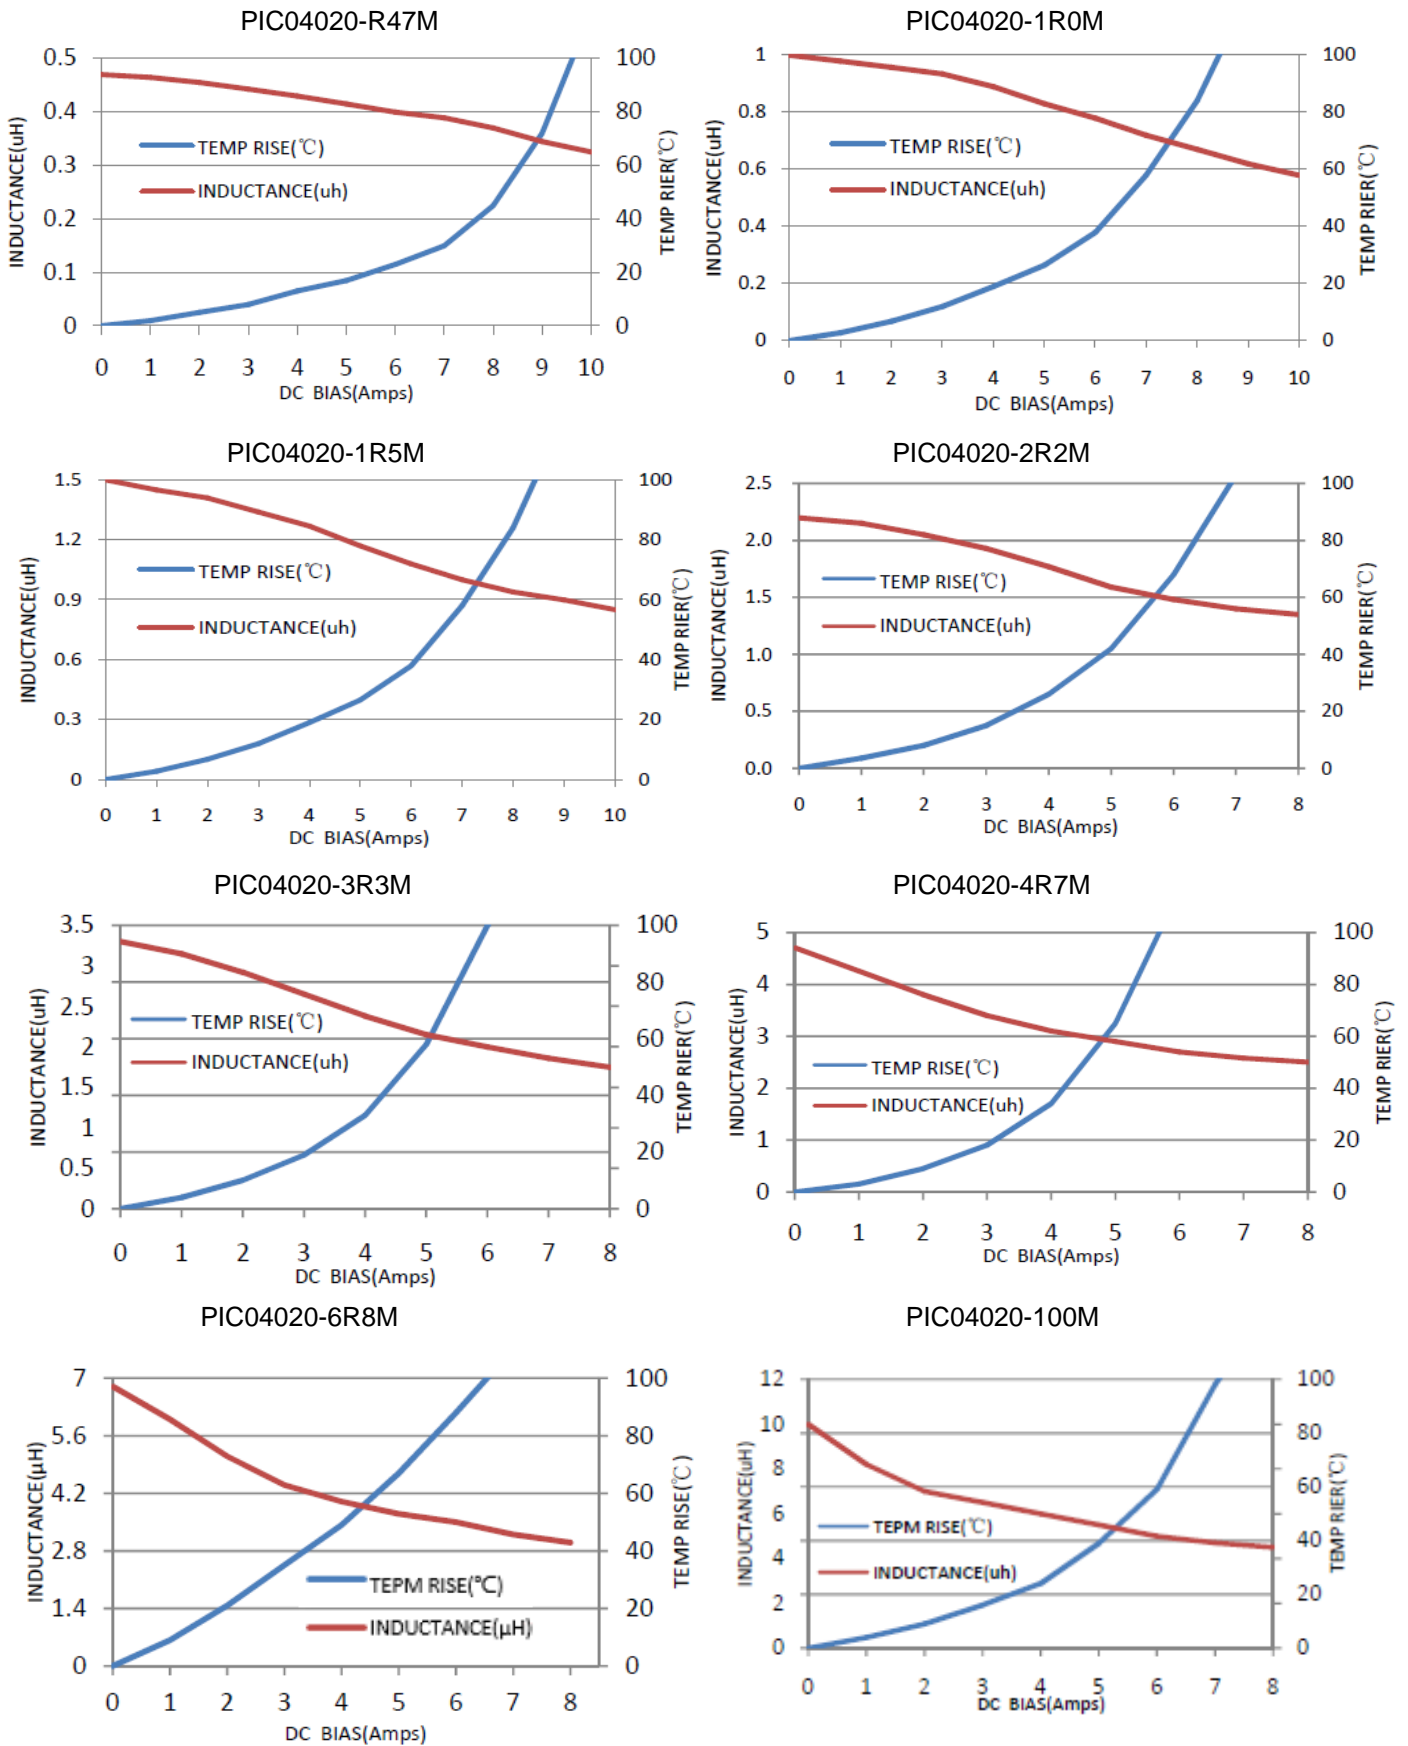 PIC04020-R47M
0.5
0.4
0.3
0.2
0.1
0
INDUCTANCE(uH)
TEMP RISE(℃)
INDUCTANCE(uh)
100
80
60
40
20
0
TEMP RIER(℃)
0 1 2 3 4 5 6 7 8 9 10
DC BIAS(Amps)
PIC04020-1R0M
1
0.8
0.6
0.4
0.2
0
INDUCTANCE(uH)
TEMP RISE(℃)
INDUCTANCE(uh)
100
80
60
40
20
0
TEMP RIER(℃)
0 1 2 3 4 5 6 7 8 9 10
DC BIAS(Amps)
PIC04020-1R5M
1.5
1.2
0.9
0.6
0.3
0
INDUCTANCE(uH)
TEMP RISE(℃)
INDUCTANCE(uh)
100
80
60
40
20
0
TEMP RIER(℃)
0 1 2 3 4 5 6 7 8 9 10
DC BIAS(Amps)
PIC04020-2R2M
2.5
2.0
1.5
1.0
0.5
0.0
INDUCTANCE(uH)
TEMP RISE(℃)
INDUCTANCE(uh)
100
80
60
40
20
0
TEMP RIER(℃)
0 1 2 3 4 5 6 7 8
DC BIAS(Amps)
PIC04020-3R3M
3.5
3
2.5
2
1.5
1
0.5
0
INDUCTANCE(uH)
TEMP RISE(℃)
INDUCTANCE(uh)
100
80
60
40
20
0
TEMP RIER(℃)
0 1 2 3 4 5 6 7 8
DC BIAS(Amps)
PIC04020-4R7M
5
4
3
2
1
0
INDUCTANCE(uH)
TEMP RISE(℃)
INDUCTANCE(uh)
100
80
60
40
20
0
TEMP RIER(℃)
0 1 2 3 4 5 6 7 8
DC BIAS(Amps)
PIC04020-6R8M
7
5.6
4.2
2.8
1.4
0
INDUCTANCE(µH)
TEPM RISE(℃)
INDUCTANCE(µH)
100
80
60
40
20
0
TEMP RISE(℃)
0 1 2 3 4 5 6 7 8
DC BIAS(Amps)
PIC04020-100M
12
10
8
6
4
2
0
INDUCTANCE(uH)
TEPM RISE(℃)
INDUCTANCE(uh)
100
80
60
40
20
0
TEMP RIER(℃)
0 1 2 3 4 5 6 7 8
DC BIAS(Amps)